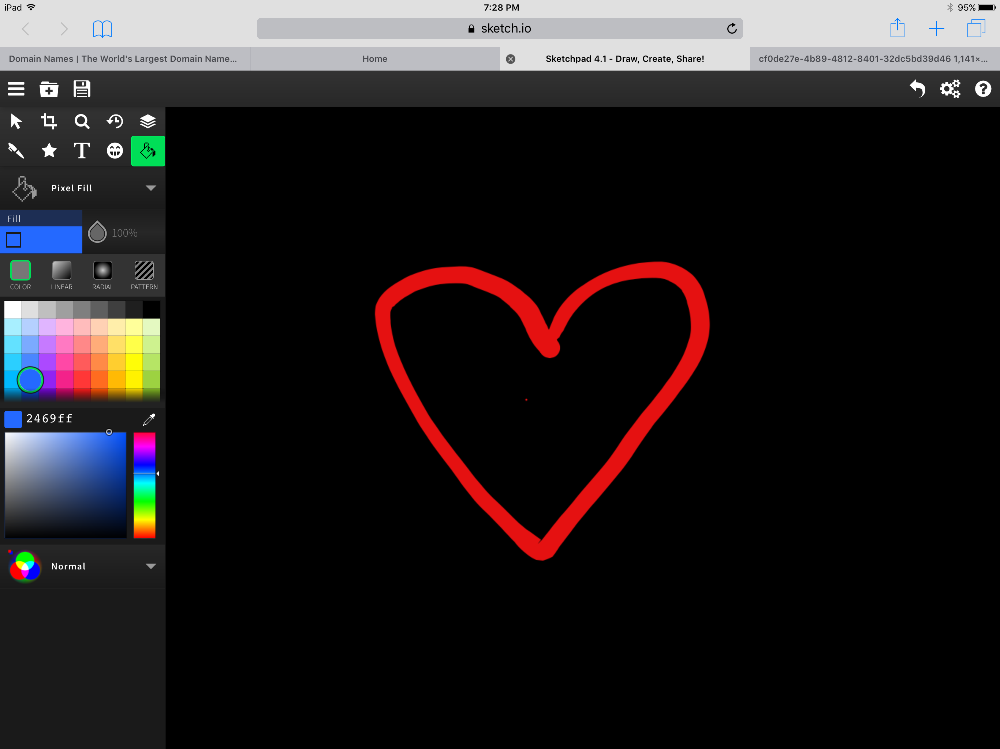 iPad 7:28 PM 95%
sketch.io
Domain Names | The World's Largest Domain Name... Home Sketchpad 4.1 - Draw, Create, Share! cf0de27e-4b89-4812-8401-32dc5bd39d46 1,141×...
T
Pixel Fill
Fill
100%
COLOR LINEAR RADIAL PATTERN
2469ff
Normal